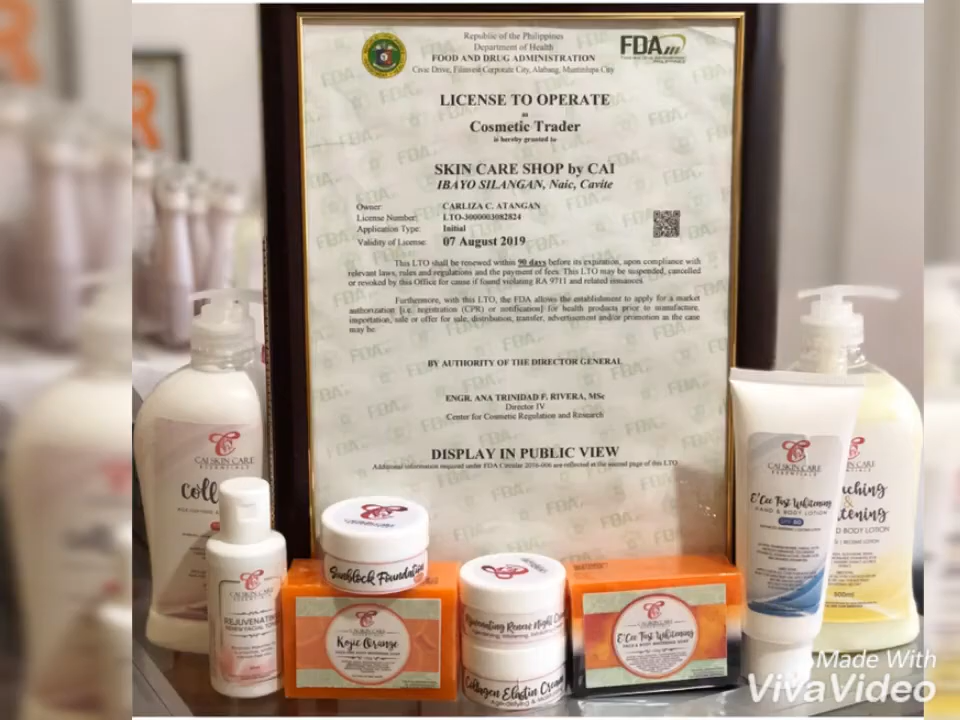 Republic of the Philippines
Department of Health
FOOD AND DRUG ADMINISTRATION
Civic Drive, Filinvest Corporate City, Alabang, Muntinlupa City
FDA
LICENSE TO OPERATE
as
Cosmetic Trader
is hereby granted to
SKIN CARE SHOP by CAI
IBAYO SILANGAN, Naic, Cavite
Owner: CARLIZA C. ATANGAN
License Number: LTO-3000003082824
Application Type: Initial
Validity of License: 07 August 2019
This LTO shall be renewed within 90 days before its expiration, upon compliance with
relevant laws, rules and regulations and the payment of fees. This LTO may be suspended, cancelled
or revoked by this Office for cause if found violating RA 9711 and related issuances.
Furthermore, with this LTO, the FDA allows the establishment to apply for a market
authorization [i.e. registration (CPR) or notification] for health products prior to manufacture,
importation, sale or offer for sale, distribution, transfer, advertisement and/or promotion as the case
may be.
BY AUTHORITY OF THE DIRECTOR GENERAL
ENGR. ANA TRINIDAD F. RIVERA, MSc
Director IV
Center for Cosmetic Regulation and Research
DISPLAY IN PUBLIC VIEW
Additional information required under FDA Circular 2016-006 are reflected at the second page of this LTO
CAI SKIN CARE
ESSENTIALS
CAI SKIN CARE
REJUVENATING
Sunblock Foundation
CAI SKIN CARE
Kojic Orange
Rejuvenating Renew Night
Collagen Elastin Cream
E'Cee Fast Whitening
CAI SKIN CARE
ESSENTIALS
E'Cee Fast Whitening
HAND & BODY LOTION
SPF 50
SKIN CARE
&
BODY LOTION
500ml
Made With
VivaVideo